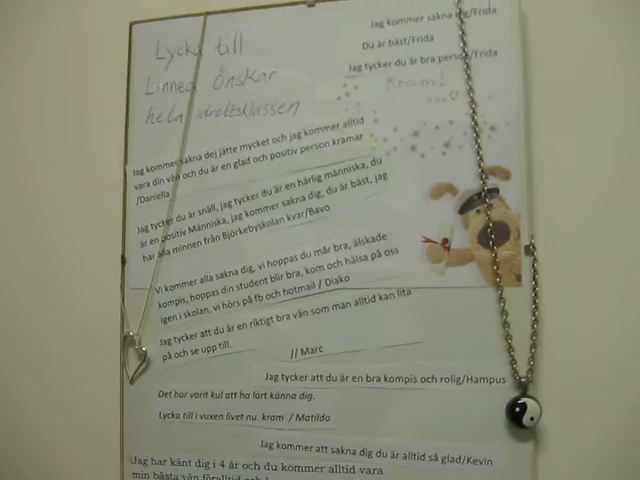 Lycka till
Linnea önskar
hela idrottsklassen
Jag kommer sakna dig/Frida
Du är bäst/Frida
Jag tycker du är bra person/Frida
Kram!
xxx
Jag kommer sakna dej jätte mycket och jag kommer alltid
vara din vän och du är en glad och positiv person kramar
/Daniella
Jag tycker du är snäll, jag tycker du är en härlig människa, du
är en positiv Människa, jag kommer sakna dig, du är bäst, jag
har alla minnen från Björkebyskolan kvar/Bavo
Vi kommer alla sakna dig, vi hoppas du mår bra, älskade
kompis, hoppas din student blir bra, kom och hälsa på oss
igen i skolan, vi hörs på fb och hotmail / Diako
Jag tycker att du är en riktigt bra vän som man alltid kan lita
på och se upp till.
// Marc
Jag tycker att du är en bra kompis och rolig/Hampus
Det har varit kul att ha lärt känna dig.
Lycka till i vuxen livet nu. kram / Matilda
Jag kommer att sakna dig du är alltid så glad/Kevin
Jag har känt dig i 4 år och du kommer alltid vara
min bästa vän föralltid och